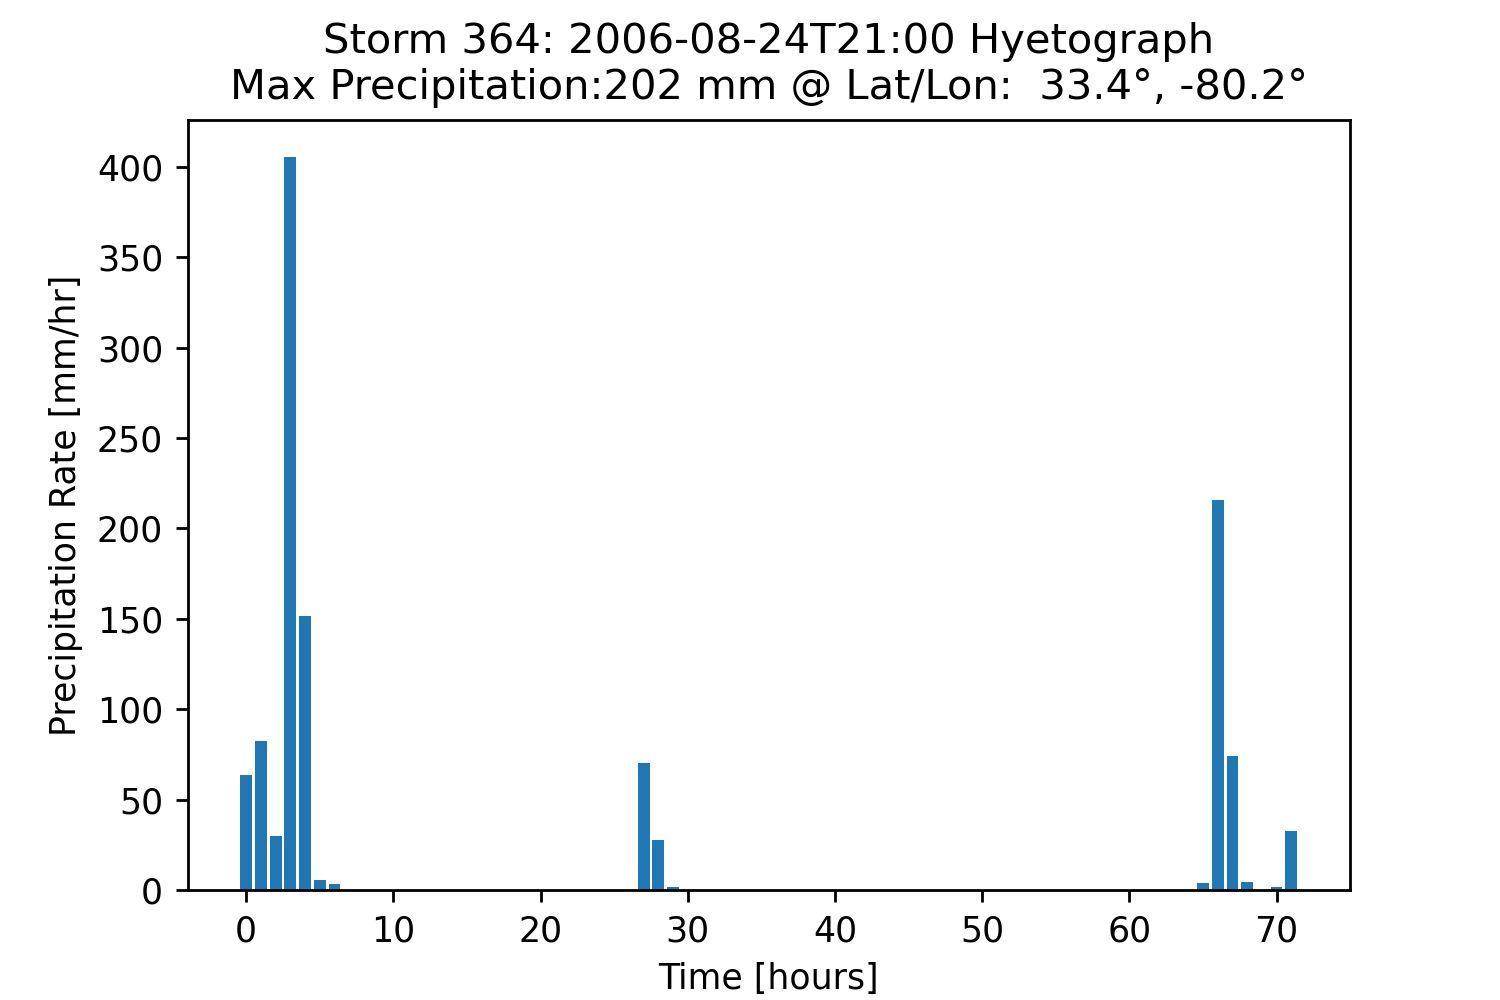 Storm 364: 2006-08-24T21:00 Hyetograph
Max Precipitation:202 mm @ Lat/Lon:  33.4°, -80.2°
Precipitation Rate [mm/hr]
400
350
300
250
200
150
100
50
0
0 10 20 30 40 50 60 70
Time [hours]